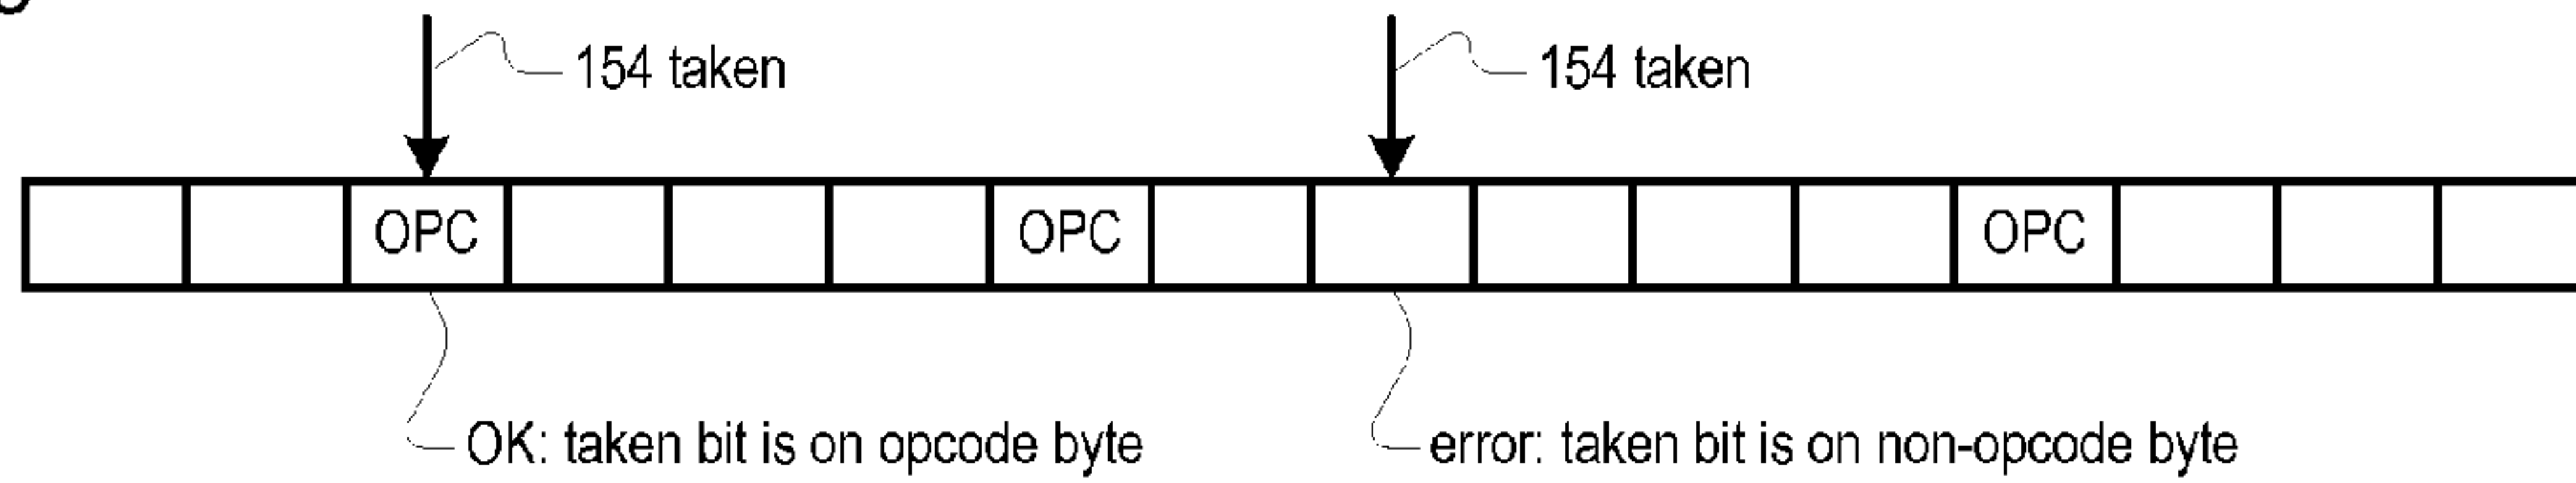 154 taken
154 taken
OPC
OPC
OPC
OK: taken bit is on opcode byte
error: taken bit is on non-opcode byte